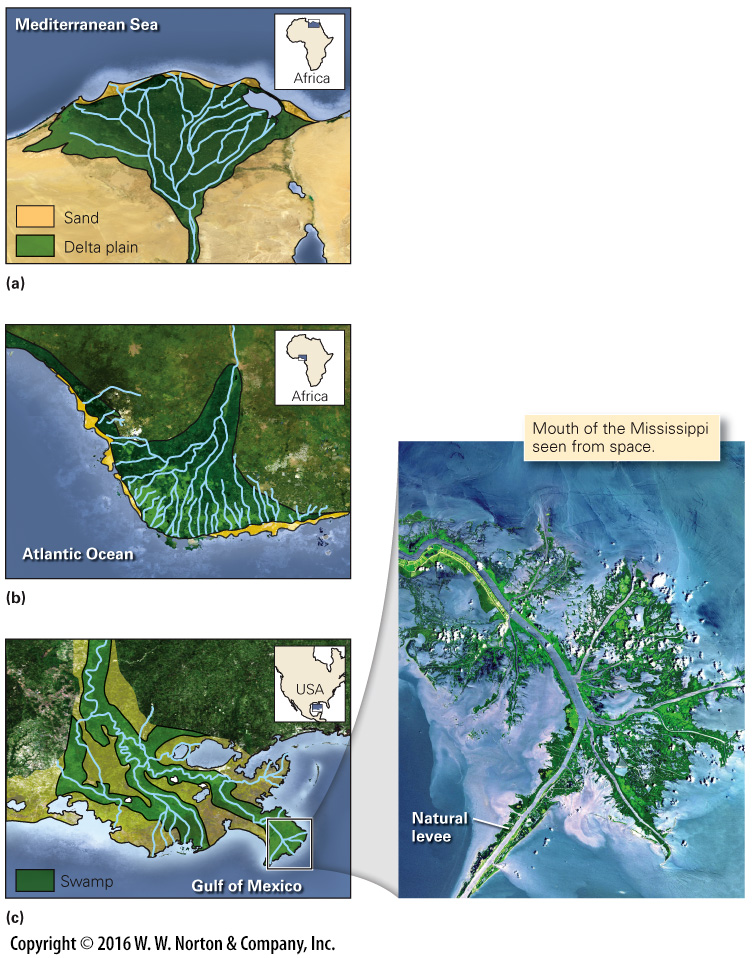 Mediterranean Sea
Africa
Sand
Delta plain
(a)
Africa
Atlantic Ocean
(b)
Mouth of the Mississippi
seen from space.
USA
Natural
levee
Swamp
Gulf of Mexico
(c)
Copyright © 2016 W. W. Norton & Company, Inc.